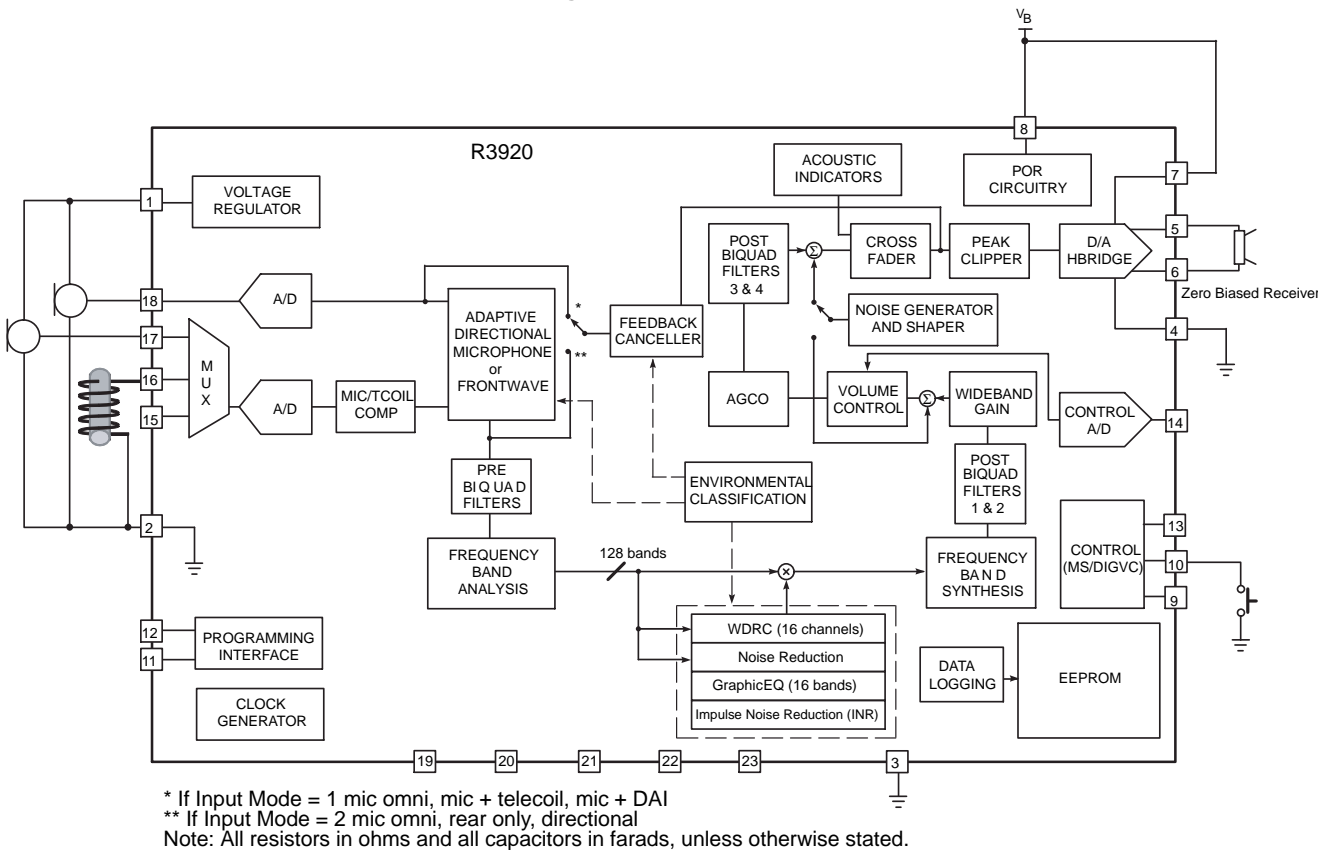 VB
8
R3920
ACOUSTIC
INDICATORS
POR
CIRCUITRY
7
1
VOLTAGE
REGULATOR
5
POST
BIQUAD
FILTERS
3 & 4
Σ
CROSS
FADER
PEAK
CLIPPER
D/A
HBRIDGE
6
Zero Biased Receiver
18
A/D
ADAPTIVE
DIRECTIONAL
MICROPHONE
or
FRONTWAVE
*
**
FEEDBACK
CANCELLER
NOISE GENERATOR
AND SHAPER
4
17
16
15
MUX
A/D
MIC/TCOIL
COMP
AGCO
VOLUME
CONTROL
Σ
WIDEBAND
GAIN
CONTROL
A/D
14
PRE
BIQUAD
FILTERS
ENVIRONMENTAL
CLASSIFICATION
POST
BIQUAD
FILTERS
1 & 2
2
13
FREQUENCY
BAND
ANALYSIS
128 bands
×
FREQUENCY
BAND
SYNTHESIS
CONTROL
(MS/DIGVC)
10
9
12
11
PROGRAMMING
INTERFACE
WDRC (16 channels)
Noise Reduction
GraphicEQ (16 bands)
Impulse Noise Reduction (INR)
DATA
LOGGING
EEPROM
CLOCK
GENERATOR
19
20
21
22
23
3
* If Input Mode = 1 mic omni, mic + telecoil, mic + DAI
** If Input Mode = 2 mic omni, rear only, directional
Note: All resistors in ohms and all capacitors in farads, unless otherwise stated.